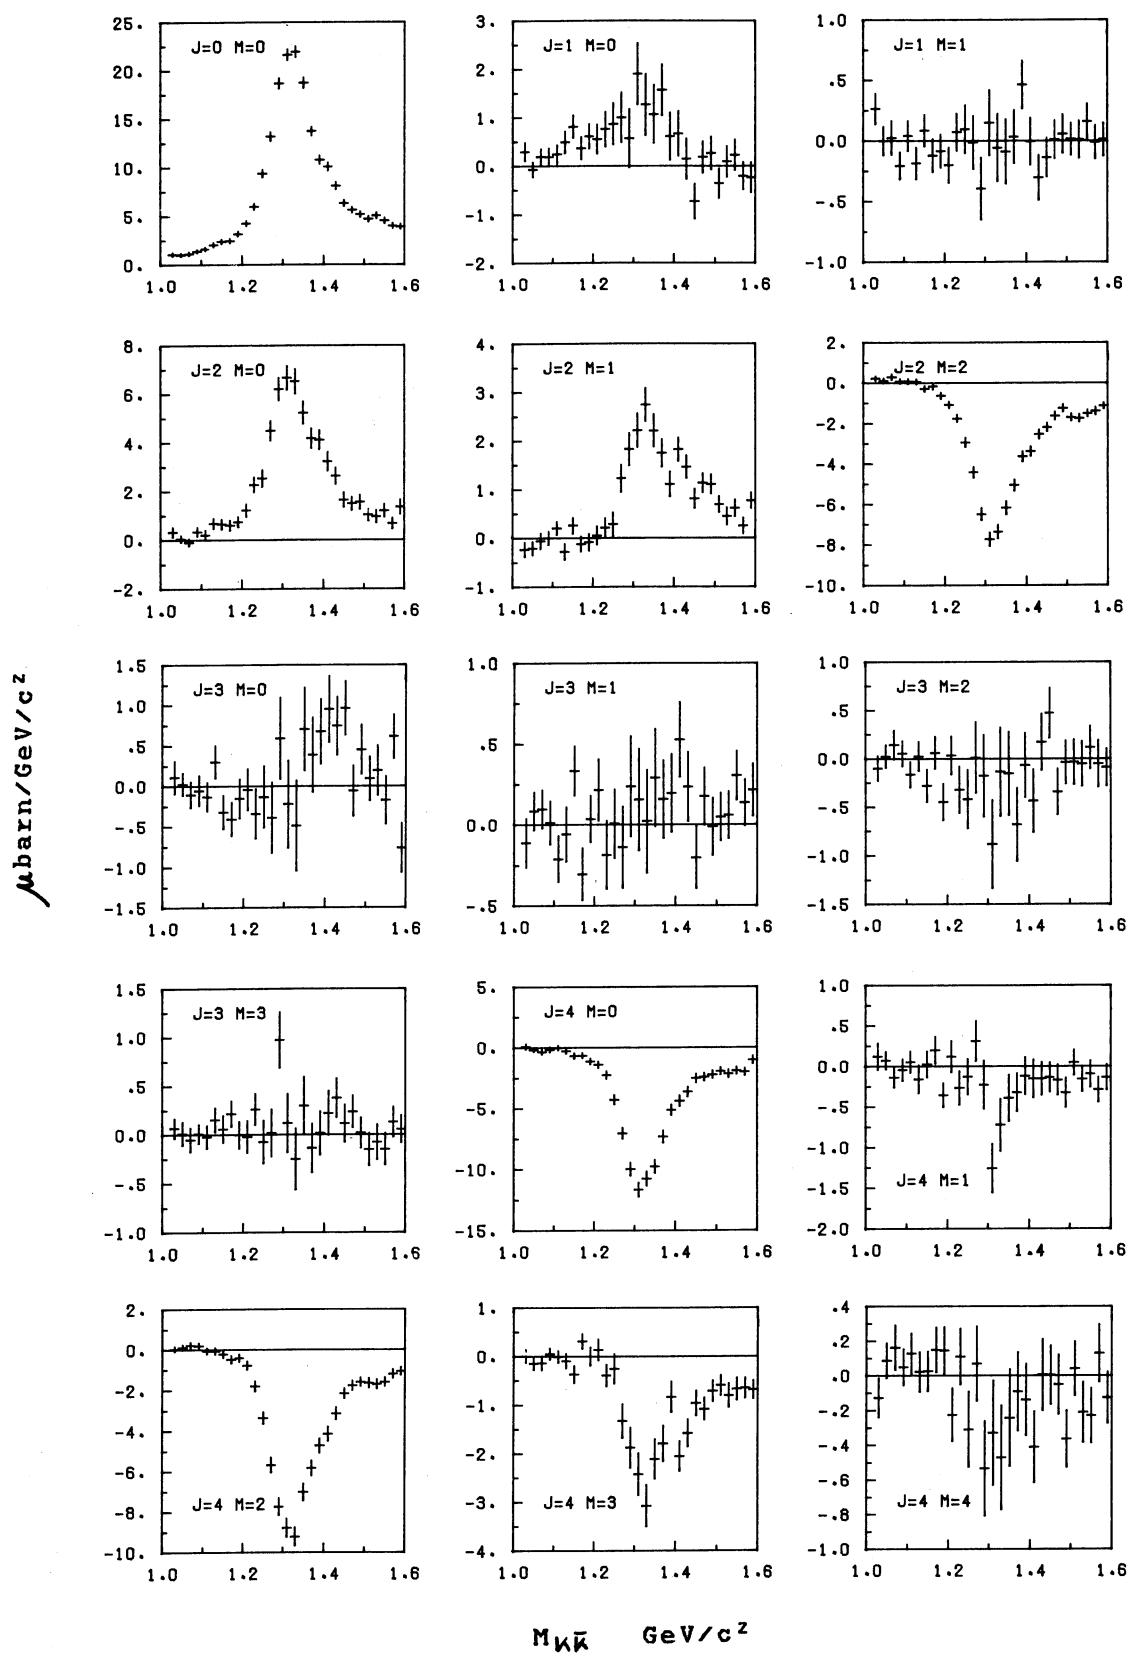 25.
20.
15.
10.
5.
0.
J=0 M=0
1.0 1.2 1.4 1.6
3.
2.
1.
0.
-1.
-2.
J=1 M=0
1.0 1.2 1.4 1.6
1.0
.5
0.0
-.5
-1.0
J=1 M=1
1.0 1.2 1.4 1.6
8.
6.
4.
2.
0.
-2.
J=2 M=0
1.0 1.2 1.4 1.6
4.
3.
2.
1.
0.
-1.
J=2 M=1
1.0 1.2 1.4 1.6
2.
0.
-2.
-4.
-6.
-8.
-10.
J=2 M=2
1.0 1.2 1.4 1.6
μbarn/GeV/c²
1.5
1.0
.5
0.0
-.5
-1.0
-1.5
J=3 M=0
1.0 1.2 1.4 1.6
1.0
.5
0.0
-.5
J=3 M=1
1.0 1.2 1.4 1.6
1.0
.5
0.0
-.5
-1.0
-1.5
J=3 M=2
1.0 1.2 1.4 1.6
1.5
1.0
.5
0.0
-.5
-1.0
J=3 M=3
1.0 1.2 1.4 1.6
5.
0.
-5.
-10.
-15.
J=4 M=0
1.0 1.2 1.4 1.6
1.0
.5
0.0
-.5
-1.0
-1.5
-2.0
J=4 M=1
1.0 1.2 1.4 1.6
2.
0.
-2.
-4.
-6.
-8.
-10.
J=4 M=2
1.0 1.2 1.4 1.6
1.
0.
-1.
-2.
-3.
-4.
J=4 M=3
1.0 1.2 1.4 1.6
.4
.2
.0
-.2
-.4
-.6
-.8
-1.0
J=4 M=4
1.0 1.2 1.4 1.6
M_KK̅ GeV/c²